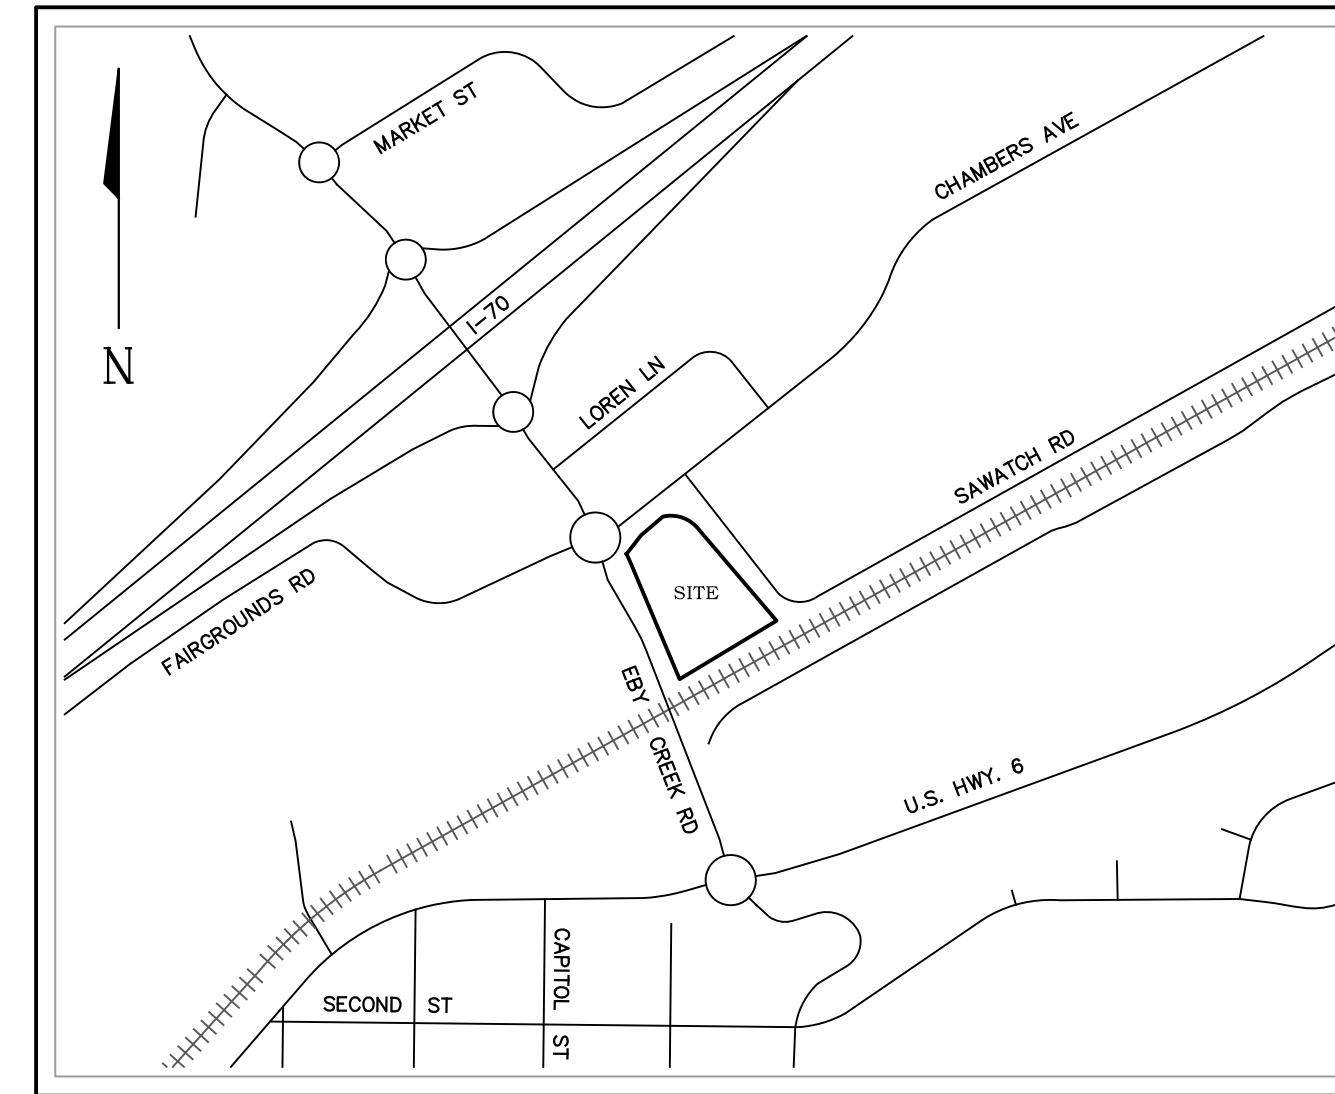 MARKET ST
CHAMBERS AVE
I-70
N
LOREN LN
SAWATCH RD
FAIRGROUNDS RD
SITE
EBY CREEK RD
U.S. HWY. 6
CAPITOL ST
SECOND ST